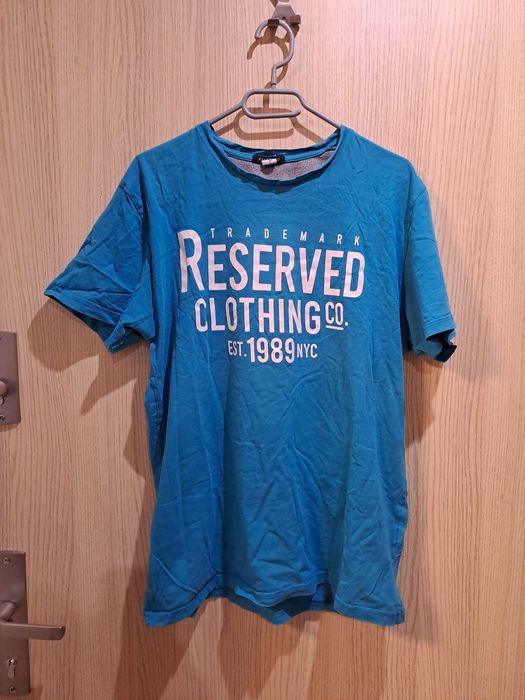 TRADEMARK
RESERVED
CLOTHING CO.
EST. 1989 NYC